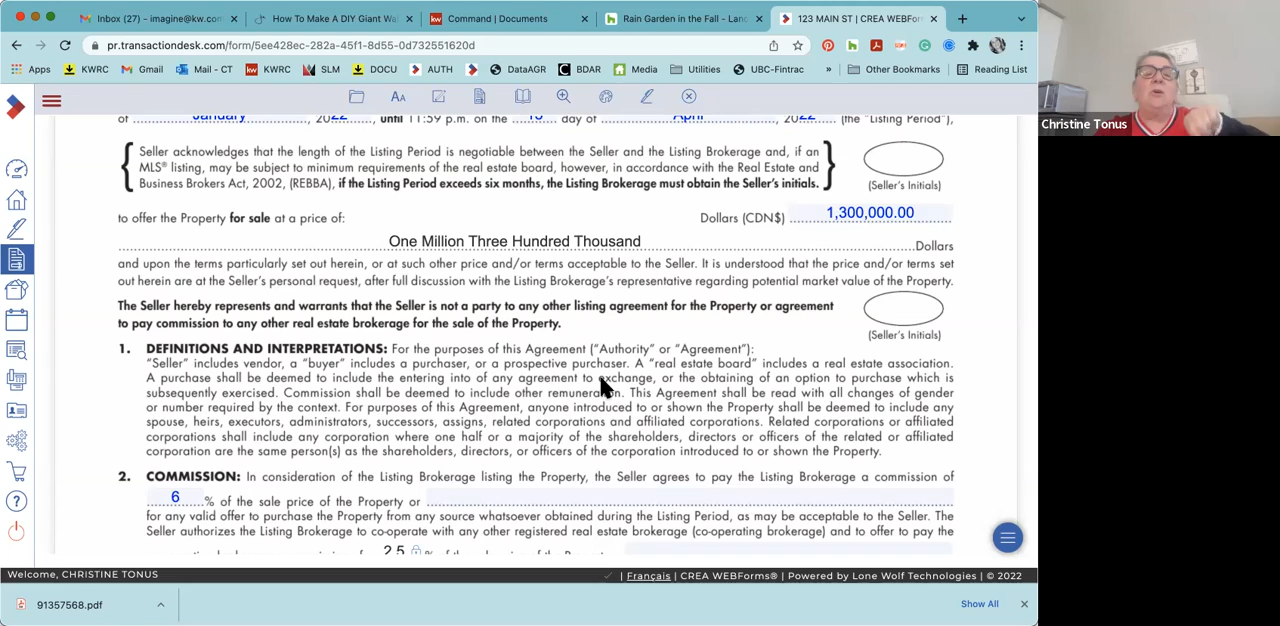 Inbox (27) - imagine@kw.com
How To Make A DIY Giant Wa
Command | Documents
Rain Garden in the Fall - Land
123 MAIN ST | CREA WEBForm
pr.transactiondesk.com/form/5ee428ec-282a-45f1-8d55-0d732551620d
Apps KWRC Gmail Mail - CT KWRC SLM DOCU AUTH DataAGR BDAR Media Utilities UBC-Fintrac » Other Bookmarks Reading List
Christine Tonus
of January, 2022 until 11:59 p.m. on the 15 day of April, 2022 (the "Listing Period"),
Seller acknowledges that the length of the Listing Period is negotiable between the Seller and the Listing Brokerage and, if an
MLS® listing, may be subject to minimum requirements of the real estate board, however, in accordance with the Real Estate and
Business Brokers Act, 2002, (REBBA), if the Listing Period exceeds six months, the Listing Brokerage must obtain the Seller's initials.
(Seller's Initials)
to offer the Property for sale at a price of: Dollars (CDN$) 1,300,000.00
One Million Three Hundred Thousand Dollars
and upon the terms particularly set out herein, or at such other price and/or terms acceptable to the Seller. It is understood that the price and/or terms set
out herein are at the Seller's personal request, after full discussion with the Listing Brokerage's representative regarding potential market value of the Property.
The Seller hereby represents and warrants that the Seller is not a party to any other listing agreement for the Property or agreement
to pay commission to any other real estate brokerage for the sale of the Property.
(Seller's Initials)
1. DEFINITIONS AND INTERPRETATIONS: For the purposes of this Agreement ("Authority" or "Agreement"):
"Seller" includes vendor, a "buyer" includes a purchaser, or a prospective purchaser. A "real estate board" includes a real estate association.
A purchase shall be deemed to include the entering into of any agreement to exchange, or the obtaining of an option to purchase which is
subsequently exercised. Commission shall be deemed to include other remuneration. This Agreement shall be read with all changes of gender
or number required by the context. For purposes of this Agreement, anyone introduced to or shown the Property shall be deemed to include any
spouse, heirs, executors, administrators, successors, assigns, related corporations and affiliated corporations. Related corporations or affiliated
corporations shall include any corporation where one half or a majority of the shareholders, directors or officers of the related or affiliated
corporation are the same person(s) as the shareholders, directors, or officers of the corporation introduced to or shown the Property.
2. COMMISSION: In consideration of the Listing Brokerage listing the Property, the Seller agrees to pay the Listing Brokerage a commission of
6 % of the sale price of the Property or
for any valid offer to purchase the Property from any source whatsoever obtained during the Listing Period, as may be acceptable to the Seller. The
Seller authorizes the Listing Brokerage to co-operate with any other registered real estate brokerage (co-operating brokerage) and to offer to pay the
2.5
Welcome, CHRISTINE TONUS
| Français | CREA WEBForms® | Powered by Lone Wolf Technologies | © 2022
91357568.pdf
Show All